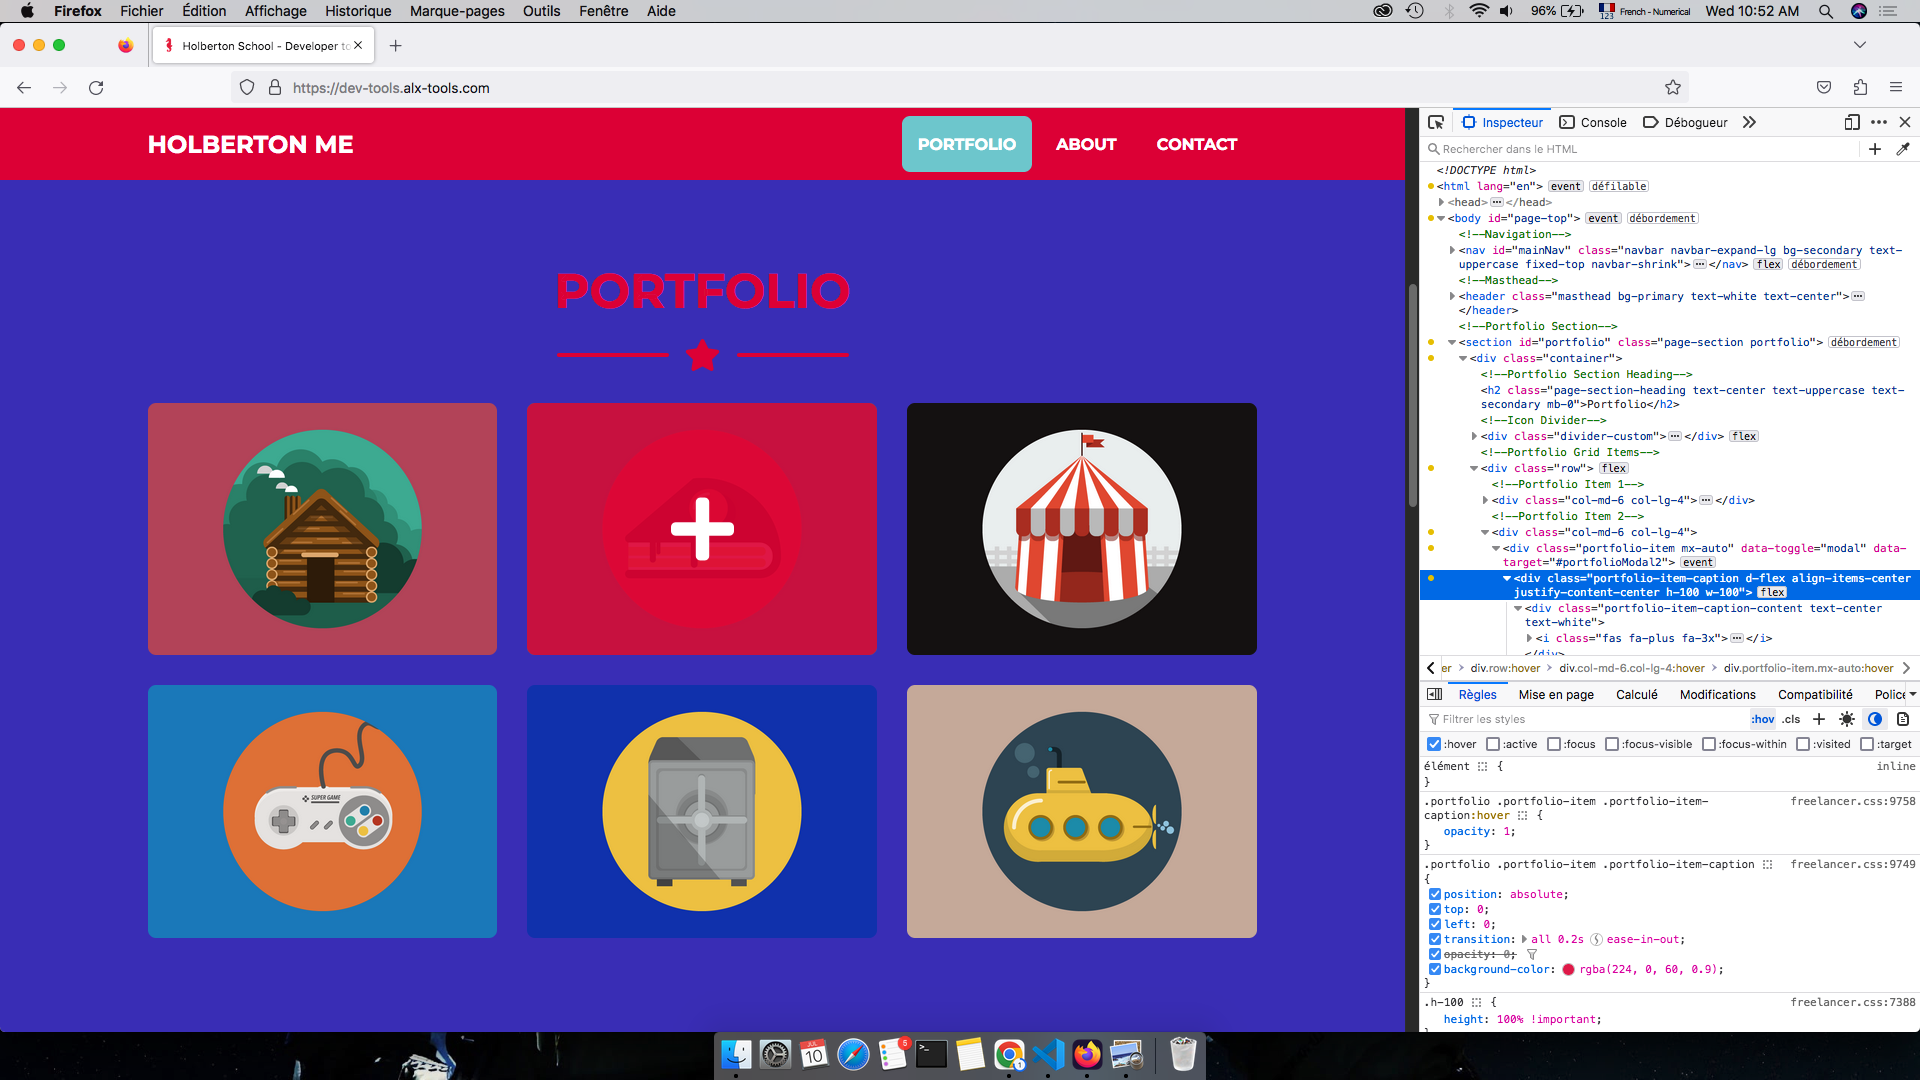 Firefox Fichier Édition Affichage Historique Marque-pages Outils Fenêtre Aide 96% 123 French - Numerical Wed 10:52 AM
Holberton School - Developer to
https://dev-tools.alx-tools.com
HOLBERTON ME PORTFOLIO ABOUT CONTACT
PORTFOLIO
SUPER GAME
Inspecteur Console Débogueur
Rechercher dans le HTML
<!DOCTYPE html>
<html lang="en"> event défilable
<head> ••• </head>
<body id="page-top"> event débordement
<!--Navigation-->
<nav id="mainNav" class="navbar navbar-expand-lg bg-secondary text-
uppercase fixed-top navbar-shrink"> ••• </nav> flex débordement
<!--Masthead-->
<header class="masthead bg-primary text-white text-center"> •••
</header>
<!--Portfolio Section-->
<section id="portfolio" class="page-section portfolio"> débordement
<div class="container">
<!--Portfolio Section Heading-->
<h2 class="page-section-heading text-center text-uppercase text-
secondary mb-0">Portfolio</h2>
<!--Icon Divider-->
<div class="divider-custom"> ••• </div> flex
<!--Portfolio Grid Items-->
<div class="row"> flex
<!--Portfolio Item 1-->
<div class="col-md-6 col-lg-4"> ••• </div>
<!--Portfolio Item 2-->
<div class="col-md-6 col-lg-4">
<div class="portfolio-item mx-auto" data-toggle="modal" data-
target="#portfolioModal2"> event
<div class="portfolio-item-caption d-flex align-items-center
justify-content-center h-100 w-100"> flex
<div class="portfolio-item-caption-content text-center
text-white">
<i class="fas fa-plus fa-3x"> ••• </i>
</div>
er > div.row:hover > div.col-md-6.col-lg-4:hover > div.portfolio-item.mx-auto:hover
Règles Mise en page Calculé Modifications Compatibilité Police
Filtrer les styles :hov .cls +
:hover :active :focus :focus-visible :focus-within :visited :target
élément { inline
}
.portfolio .portfolio-item .portfolio-item- freelancer.css:9758
caption:hover {
opacity: 1;
}
.portfolio .portfolio-item .portfolio-item-caption freelancer.css:9749
{
position: absolute;
top: 0;
left: 0;
transition: all 0.2s ease-in-out;
opacity: 0;
background-color: rgba(224, 0, 60, 0.9);
}
.h-100 { freelancer.css:7388
height: 100% !important;
JUL
10
5
>_
1